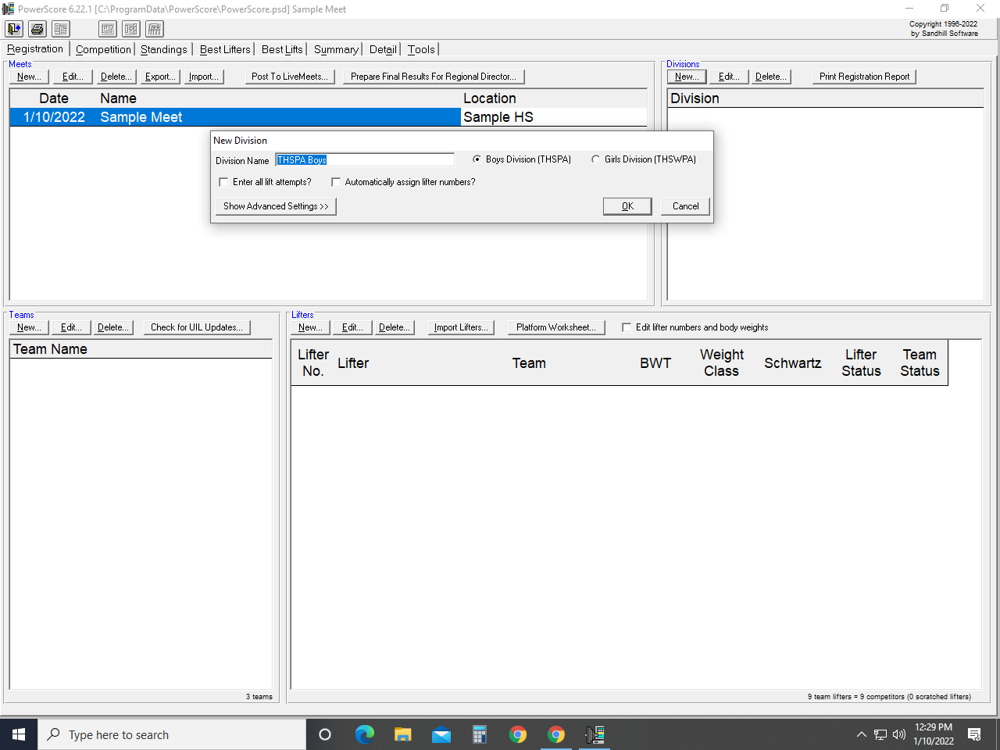 PowerScore 6.22.1 [C:\ProgramData\PowerScore\PowerScore.psd] Sample Meet
Copyright 1996-2022
by Sandhill Software
Registration Competition Standings Best Lifters Best Lifts Summary Detail Tools
Meets
New... Edit... Delete... Export... Import... Post To LiveMeets... Prepare Final Results For Regional Director...
Date Name Location
1/10/2022 Sample Meet Sample HS
Divisions
New... Edit... Delete... Print Registration Report
Division
New Division
Division Name THSPA Boys Boys Division (THSPA) Girls Division (THSWPA)
Enter all lift attempts? Automatically assign lifter numbers?
Show Advanced Settings >> OK Cancel
Teams
New... Edit... Delete... Check for UIL Updates...
Team Name
3 teams
Lifters
New... Edit... Delete... Import Lifters... Platform Worksheet... Edit lifter numbers and body weights
Lifter No. Lifter Team BWT Weight Class Schwartz Lifter Status Team Status
9 team lifters = 9 competitors (0 scratched lifters)
Type here to search
12:29 PM
1/10/2022